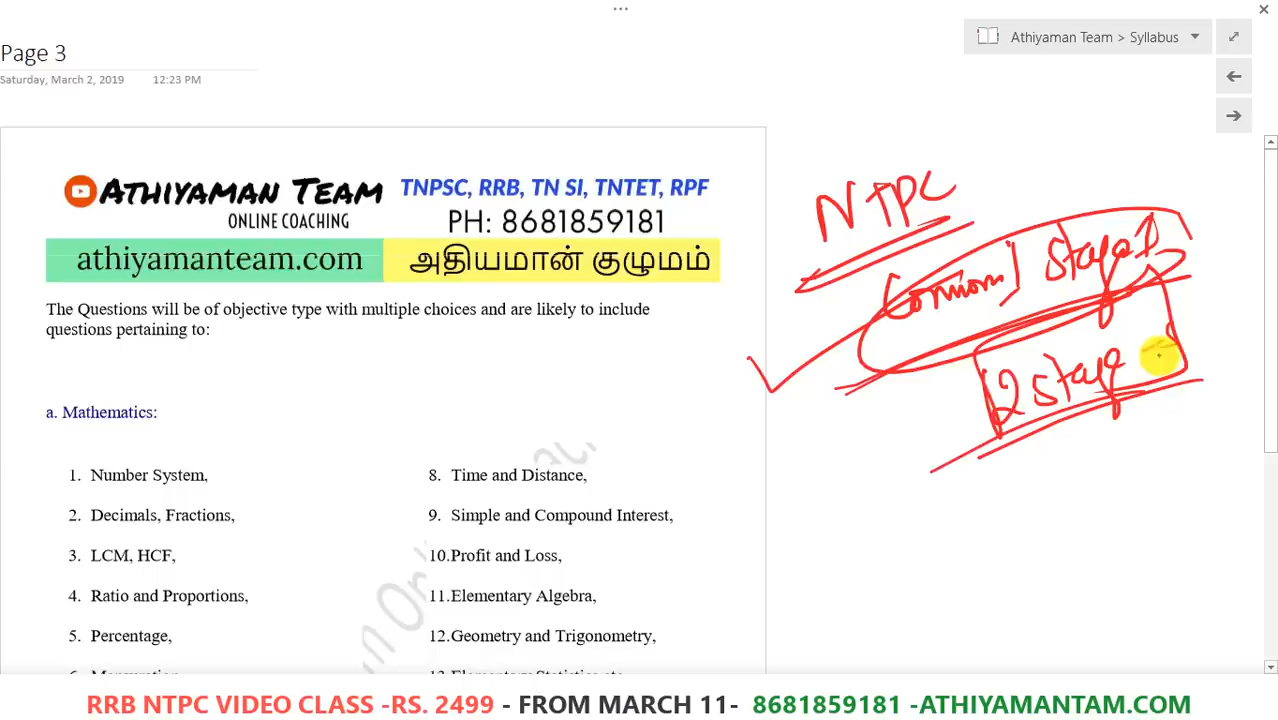 Athiyaman Team > Syllabus
Page 3
Saturday, March 2, 2019 12:23 PM
ATHIYAMAN TEAM
ONLINE COACHING
TNPSC, RRB, TN SI, TNTET, RPF
PH: 8681859181
athiyamanteam.com
அதியமான் குழுமம்
The Questions will be of objective type with multiple choices and are likely to include
questions pertaining to:
a. Mathematics:
1. Number System,
2. Decimals, Fractions,
3. LCM, HCF,
4. Ratio and Proportions,
5. Percentage,
8. Time and Distance,
9. Simple and Compound Interest,
10.Profit and Loss,
11.Elementary Algebra,
12.Geometry and Trigonometry,
NTPC
Common Stage 1
2 Stage
RRB NTPC VIDEO CLASS -RS. 2499 - FROM MARCH 11- 8681859181 -ATHIYAMANTAM.COM